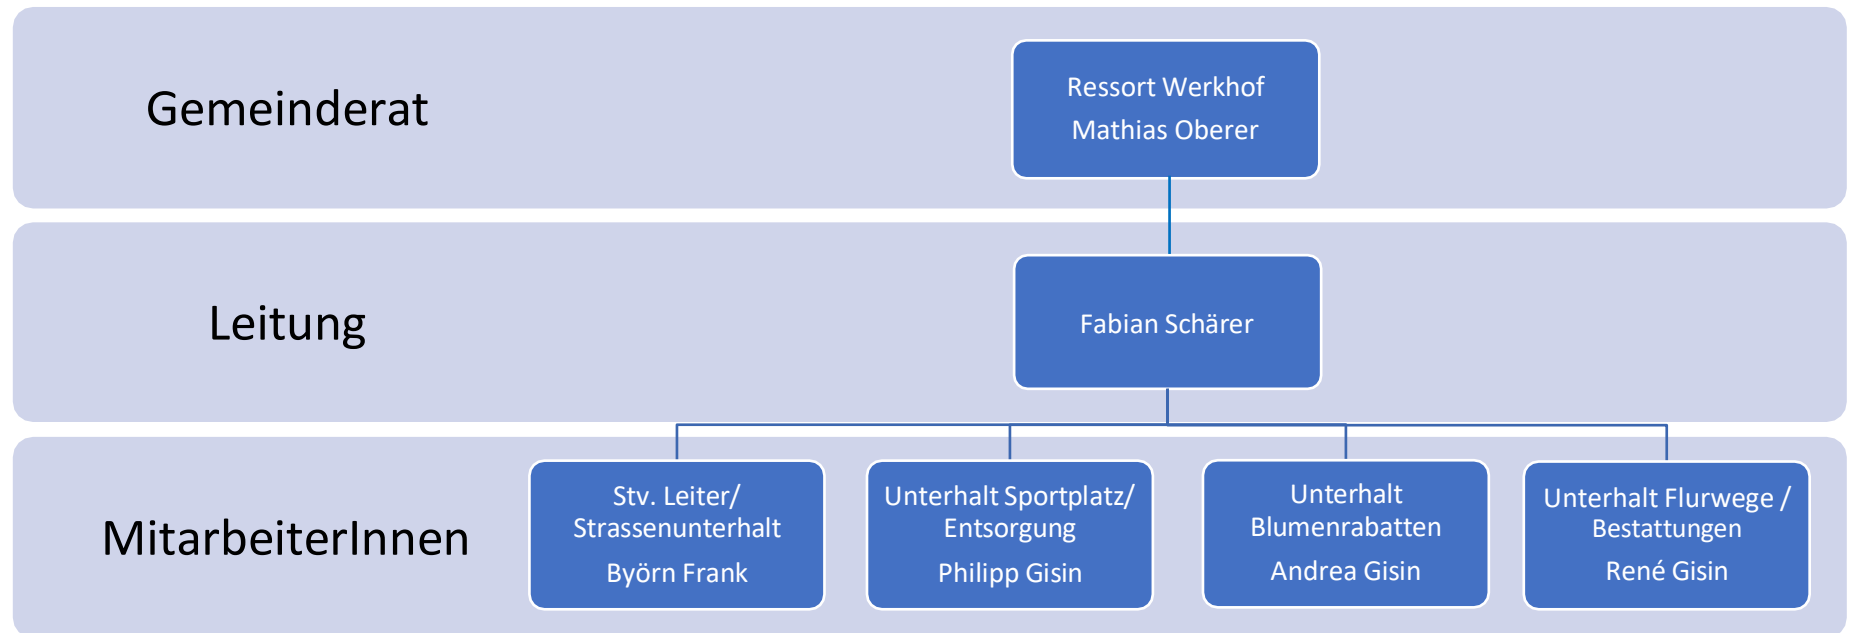 Gemeinderat
Ressort Werkhof
Mathias Oberer
Leitung
Fabian Schärer
MitarbeiterInnen
Stv. Leiter/
Strassenunterhalt
Byörn Frank
Unterhalt Sportplatz/
Entsorgung
Philipp Gisin
Unterhalt
Blumenrabatten
Andrea Gisin
Unterhalt Flurwege /
Bestattungen
René Gisin